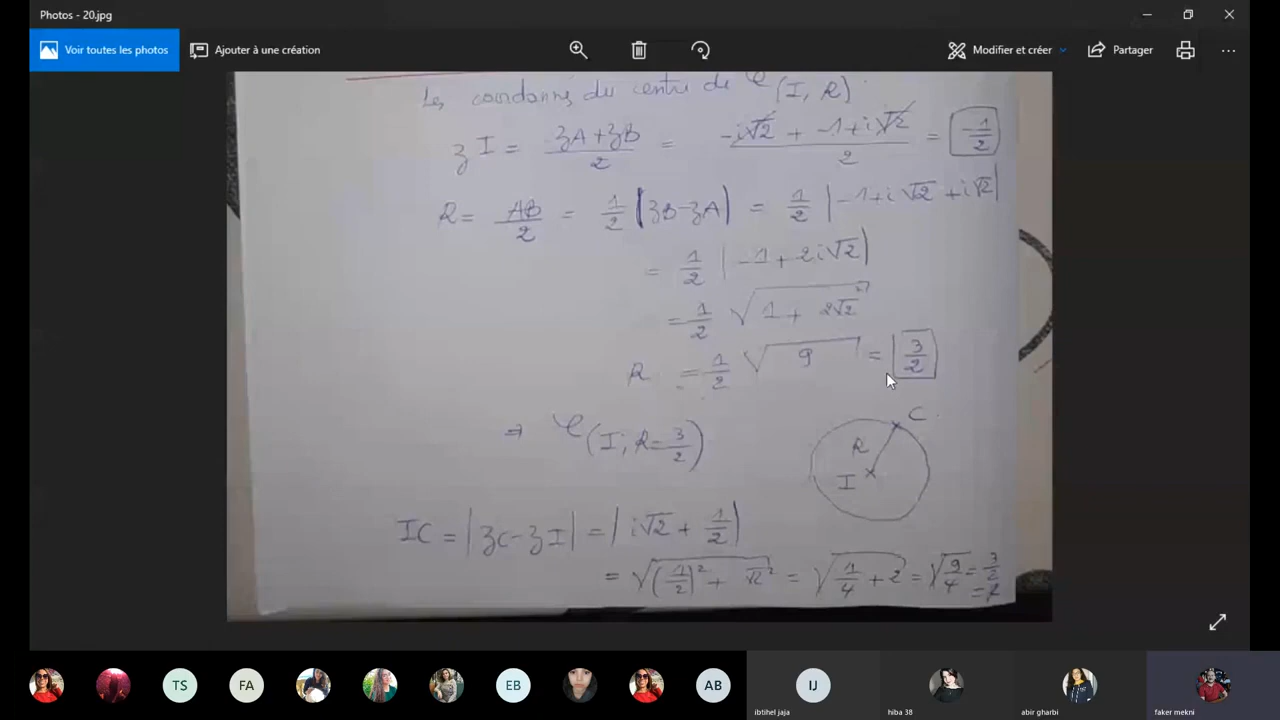 Photos - 20.jpg
Voir toutes les photos
Ajouter à une création
Modifier et créer
Partager
Les coordonnés du centre de C(I, R)
zI = (zA+zB)/2 = (-i√2 + -1+i√2)/2 = -1/2
R = AB/2 = 1/2 |zB-zA| = 1/2 |-1+i√2 +i√2|
= 1/2 |-1+2i√2|
= 1/2 √(1 + 2√2²)
R = 1/2 √9 = 3/2
⇒ C(I; R=3/2)
C
R
I
IC = |zC-zI| = |i√2 + 1/2|
= √((1/2)² + √2²) = √(1/4 + 2) = √(9/4) = 3/2
= R
TS
FA
EB
AB
IJ
ibtihel jaja
hiba 38
abir gharbi
faker mekni